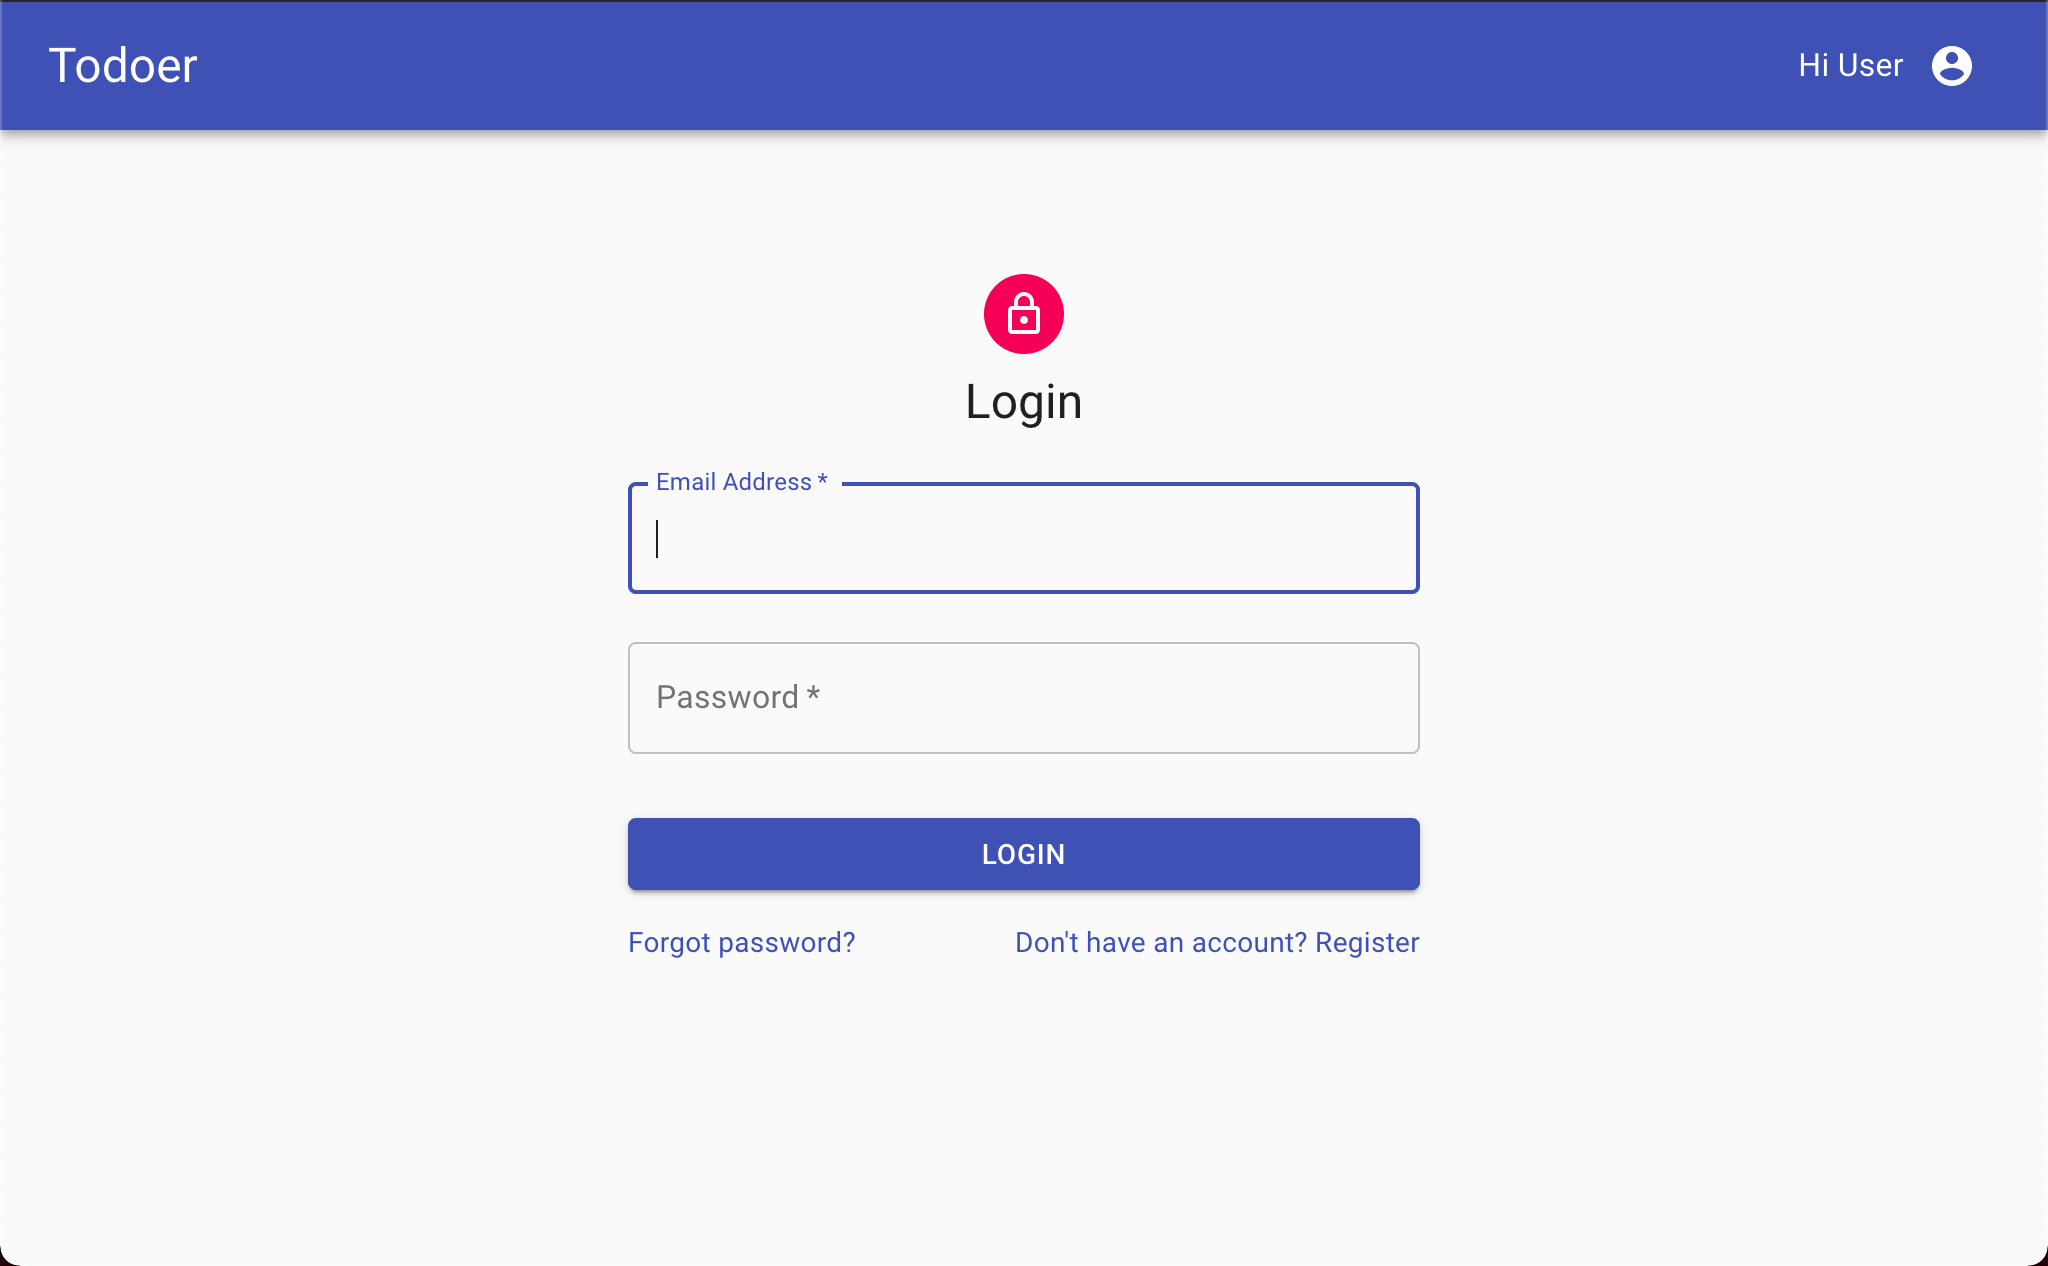 Todoer
Hi User
Login
Email Address *
Password *
LOGIN
Forgot password?
Don't have an account? Register